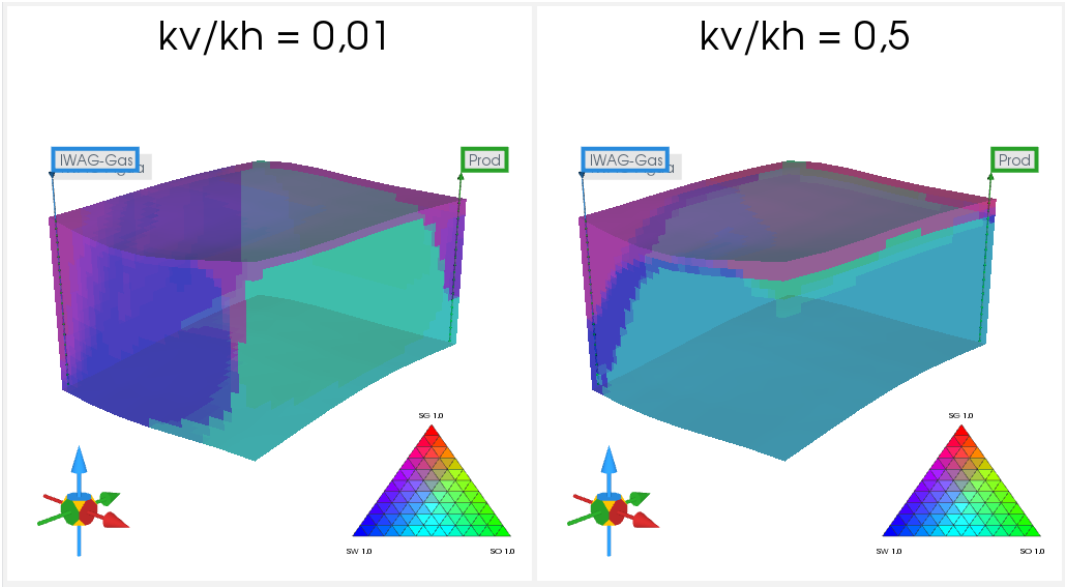 kv/kh = 0,01
kv/kh = 0,5
IWAG-Gas
Prod
IWAG-Gas
Prod
SG 1.0
SW 1.0
SO 1.0
SG 1.0
SW 1.0
SO 1.0